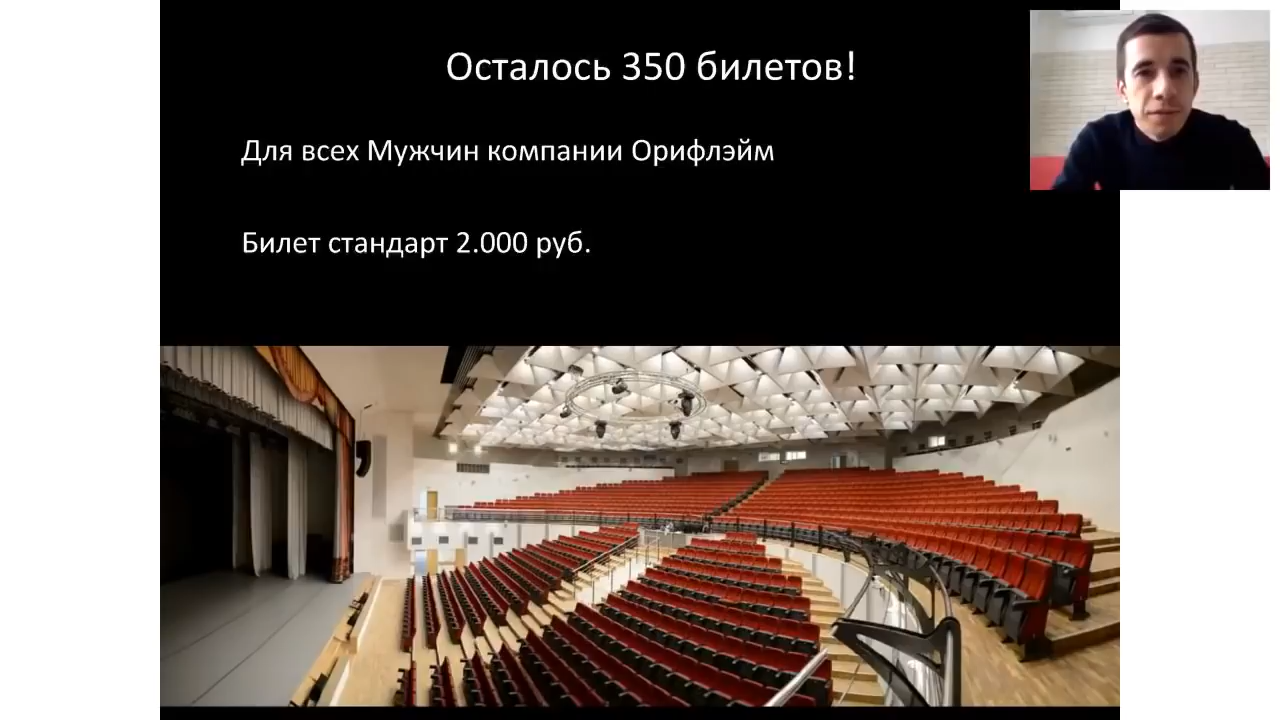 Осталось 350 билетов!
Для всех Мужчин компании Орифлэйм
Билет стандарт 2.000 руб.